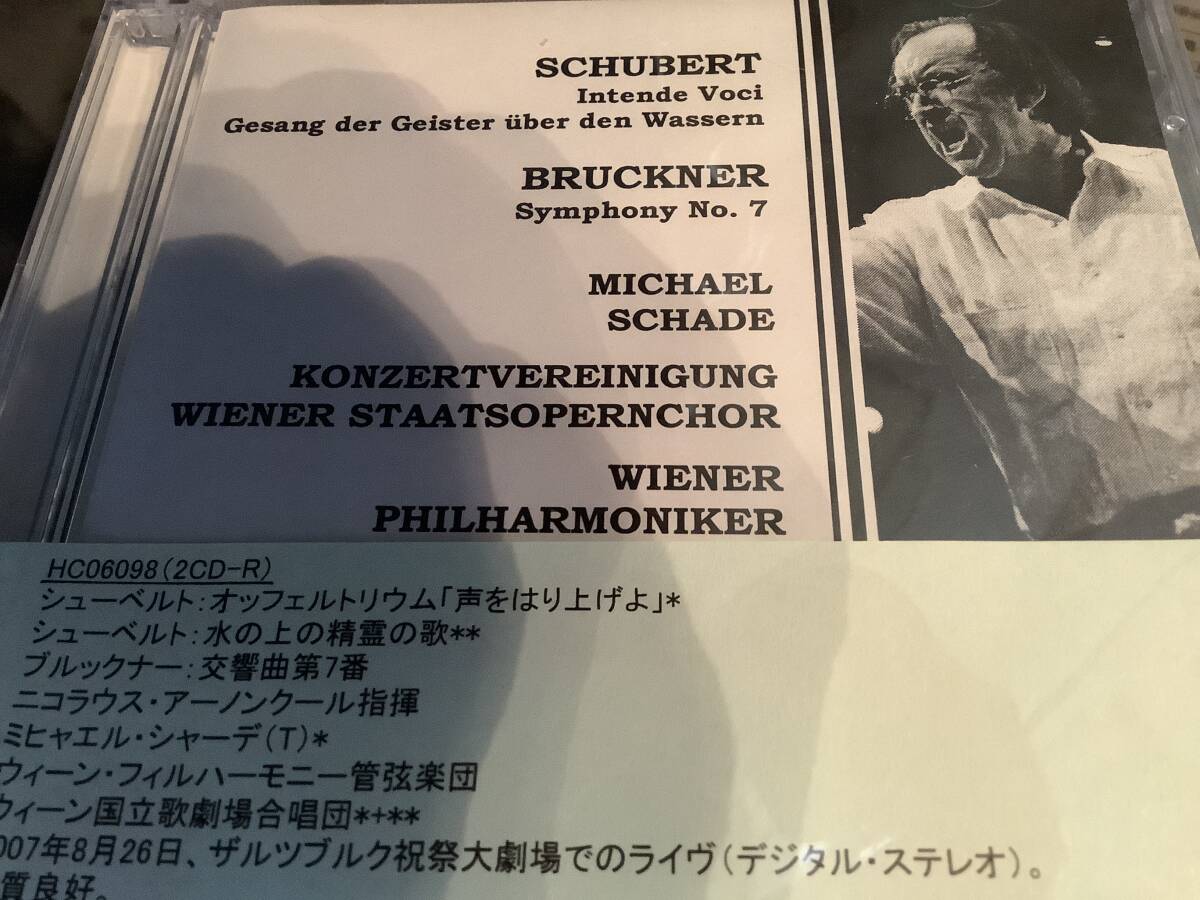 SCHUBERT
Intende Voci
Gesang der Geister über den Wassern
BRUCKNER
Symphony No. 7
MICHAEL
SCHADE
KONZERTVEREINIGUNG
WIENER STAATSOPERNCHOR
WIENER
PHILHARMONIKER
HC06098(2CD-R)
シューベルト:オッフェルトリウム「声をはり上げよ」*
シューベルト:水の上の精霊の歌**
ブルックナー:交響曲第7番
ニコラウス・アーノンクール指揮
ミヒャエル・シャーデ(T)*
ウィーン・フィルハーモニー管弦楽団
ウィーン国立歌劇場合唱団*+**
007年8月26日、ザルツブルク祝祭大劇場でのライヴ(デジタル・ステレオ)。
質良好。